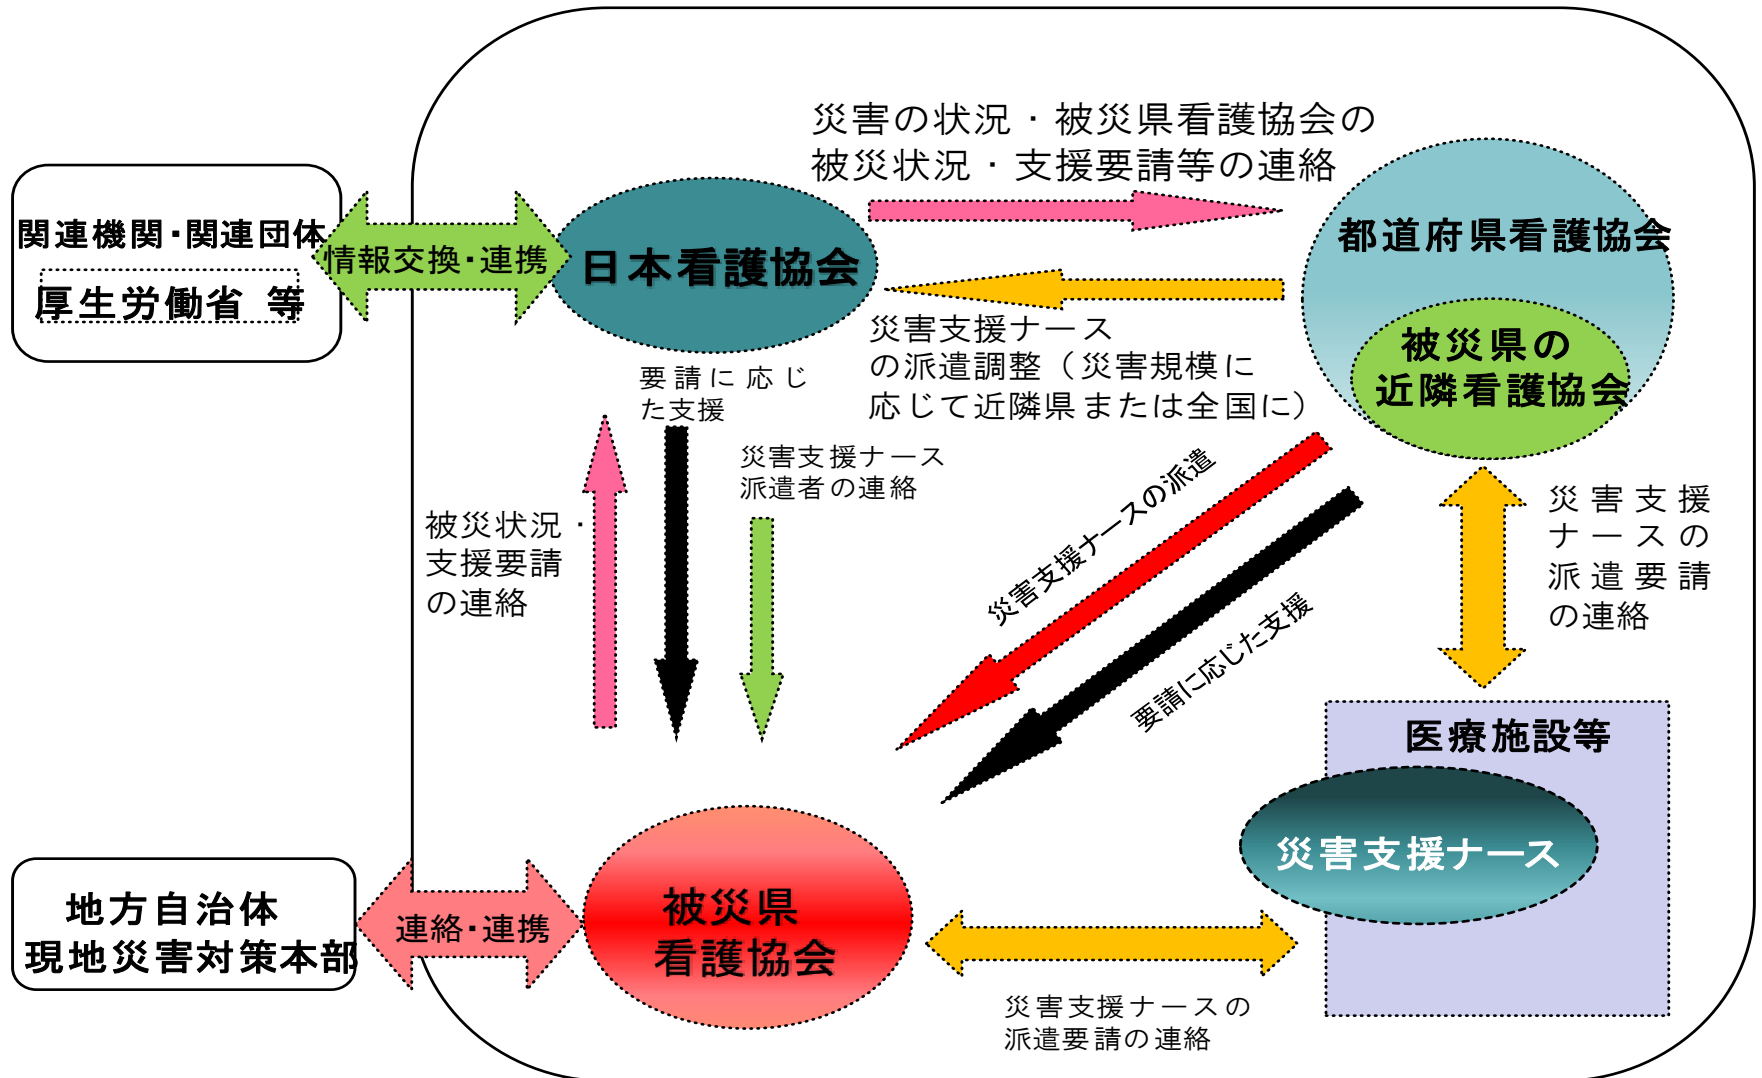 災害の状況・被災県看護協会の
被災状況・支援要請等の連絡
関連機関・関連団体
厚生労働省 等
情報交換・連携
日本看護協会
都道府県看護協会
被災県の
近隣看護協会
災害支援ナース
の派遣調整（災害規模に
応じて近隣県または全国に）
要請に応じ
た支援
災害支援ナース
派遣者の連絡
被災状況・
支援要請
の連絡
災害支援ナースの派遣
要請に応じた支援
災害支援
ナースの
派遣要請
の連絡
医療施設等
災害支援ナース
地方自治体
現地災害対策本部
連絡・連携
被災県
看護協会
災害支援ナースの
派遣要請の連絡